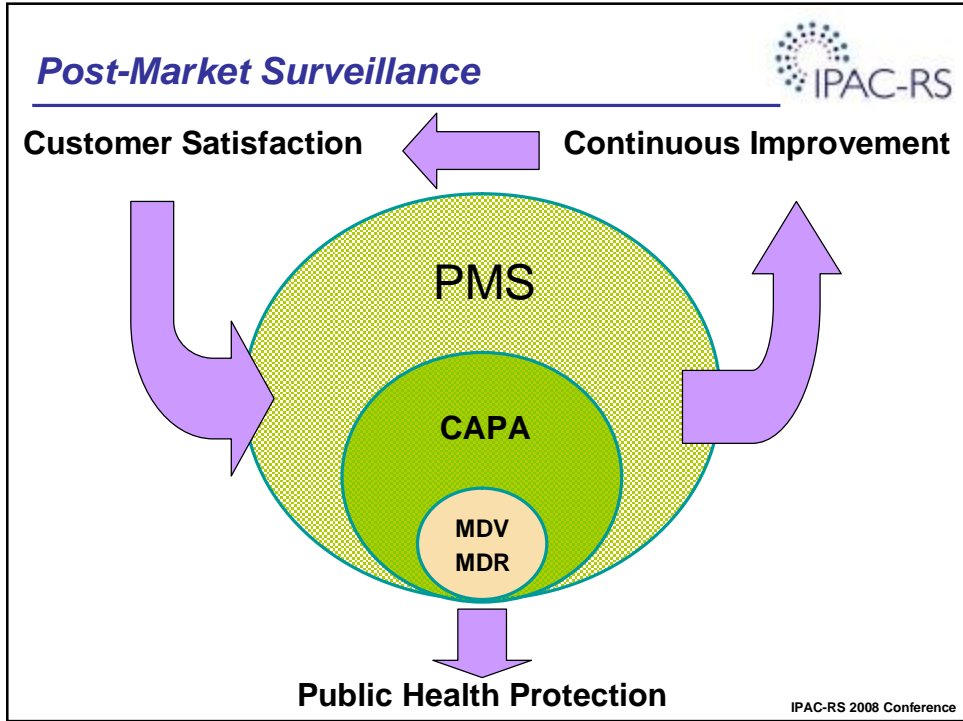 Post-Market Surveillance
IPAC-RS
Customer Satisfaction
Continuous Improvement
PMS
CAPA
MDV
MDR
Public Health Protection
IPAC-RS 2008 Conference